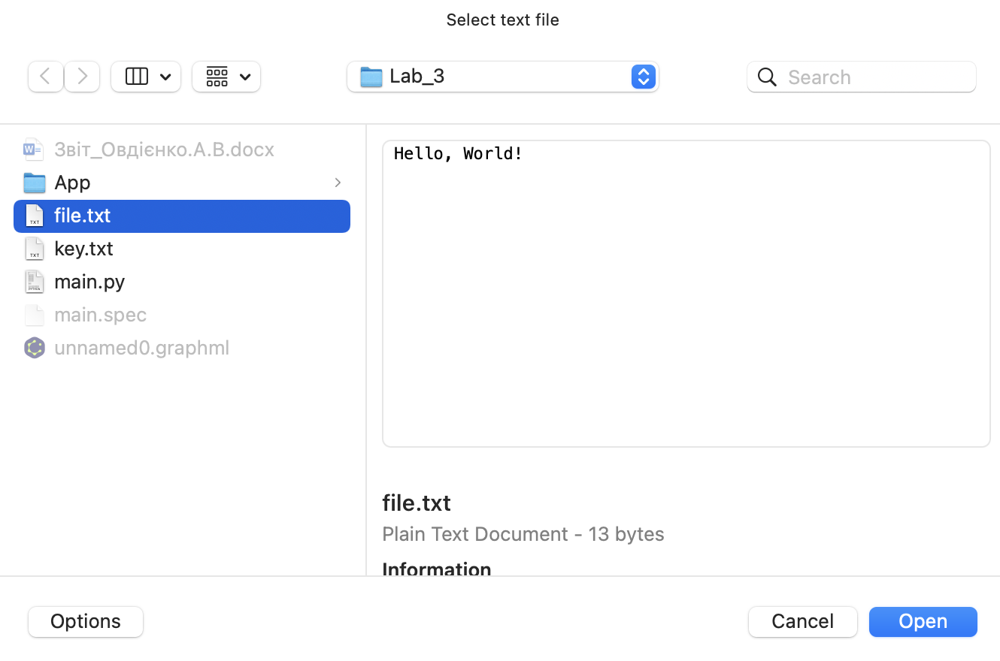 Select text file
Lab_3
Search
Звіт_Овдієнко.А.В.docx
App
file.txt
key.txt
main.py
main.spec
unnamed0.graphml
Hello, World!
file.txt
Plain Text Document - 13 bytes
Information
Options
Cancel
Open